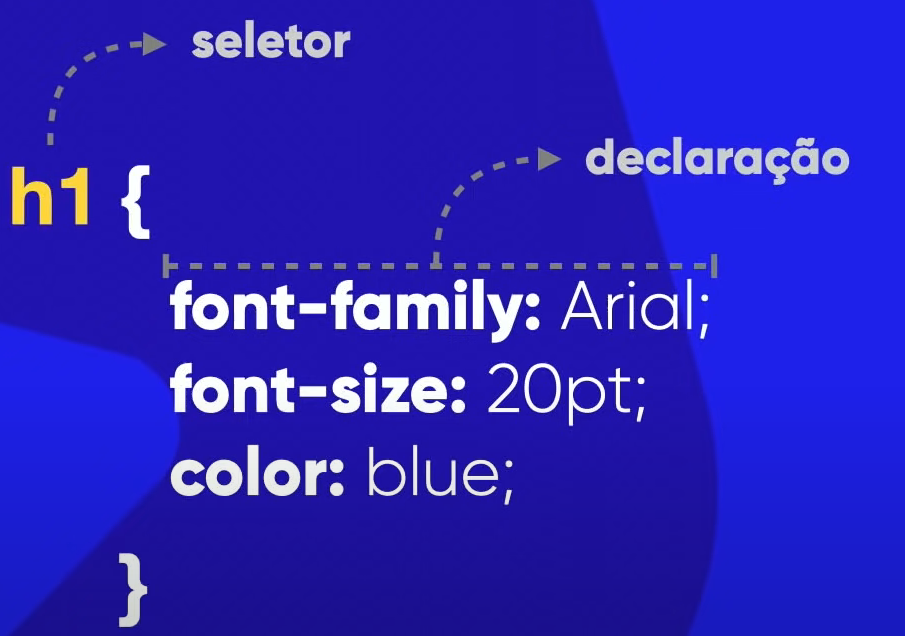 seletor
declaração
h1 {
font-family: Arial;
font-size: 20pt;
color: blue;
}